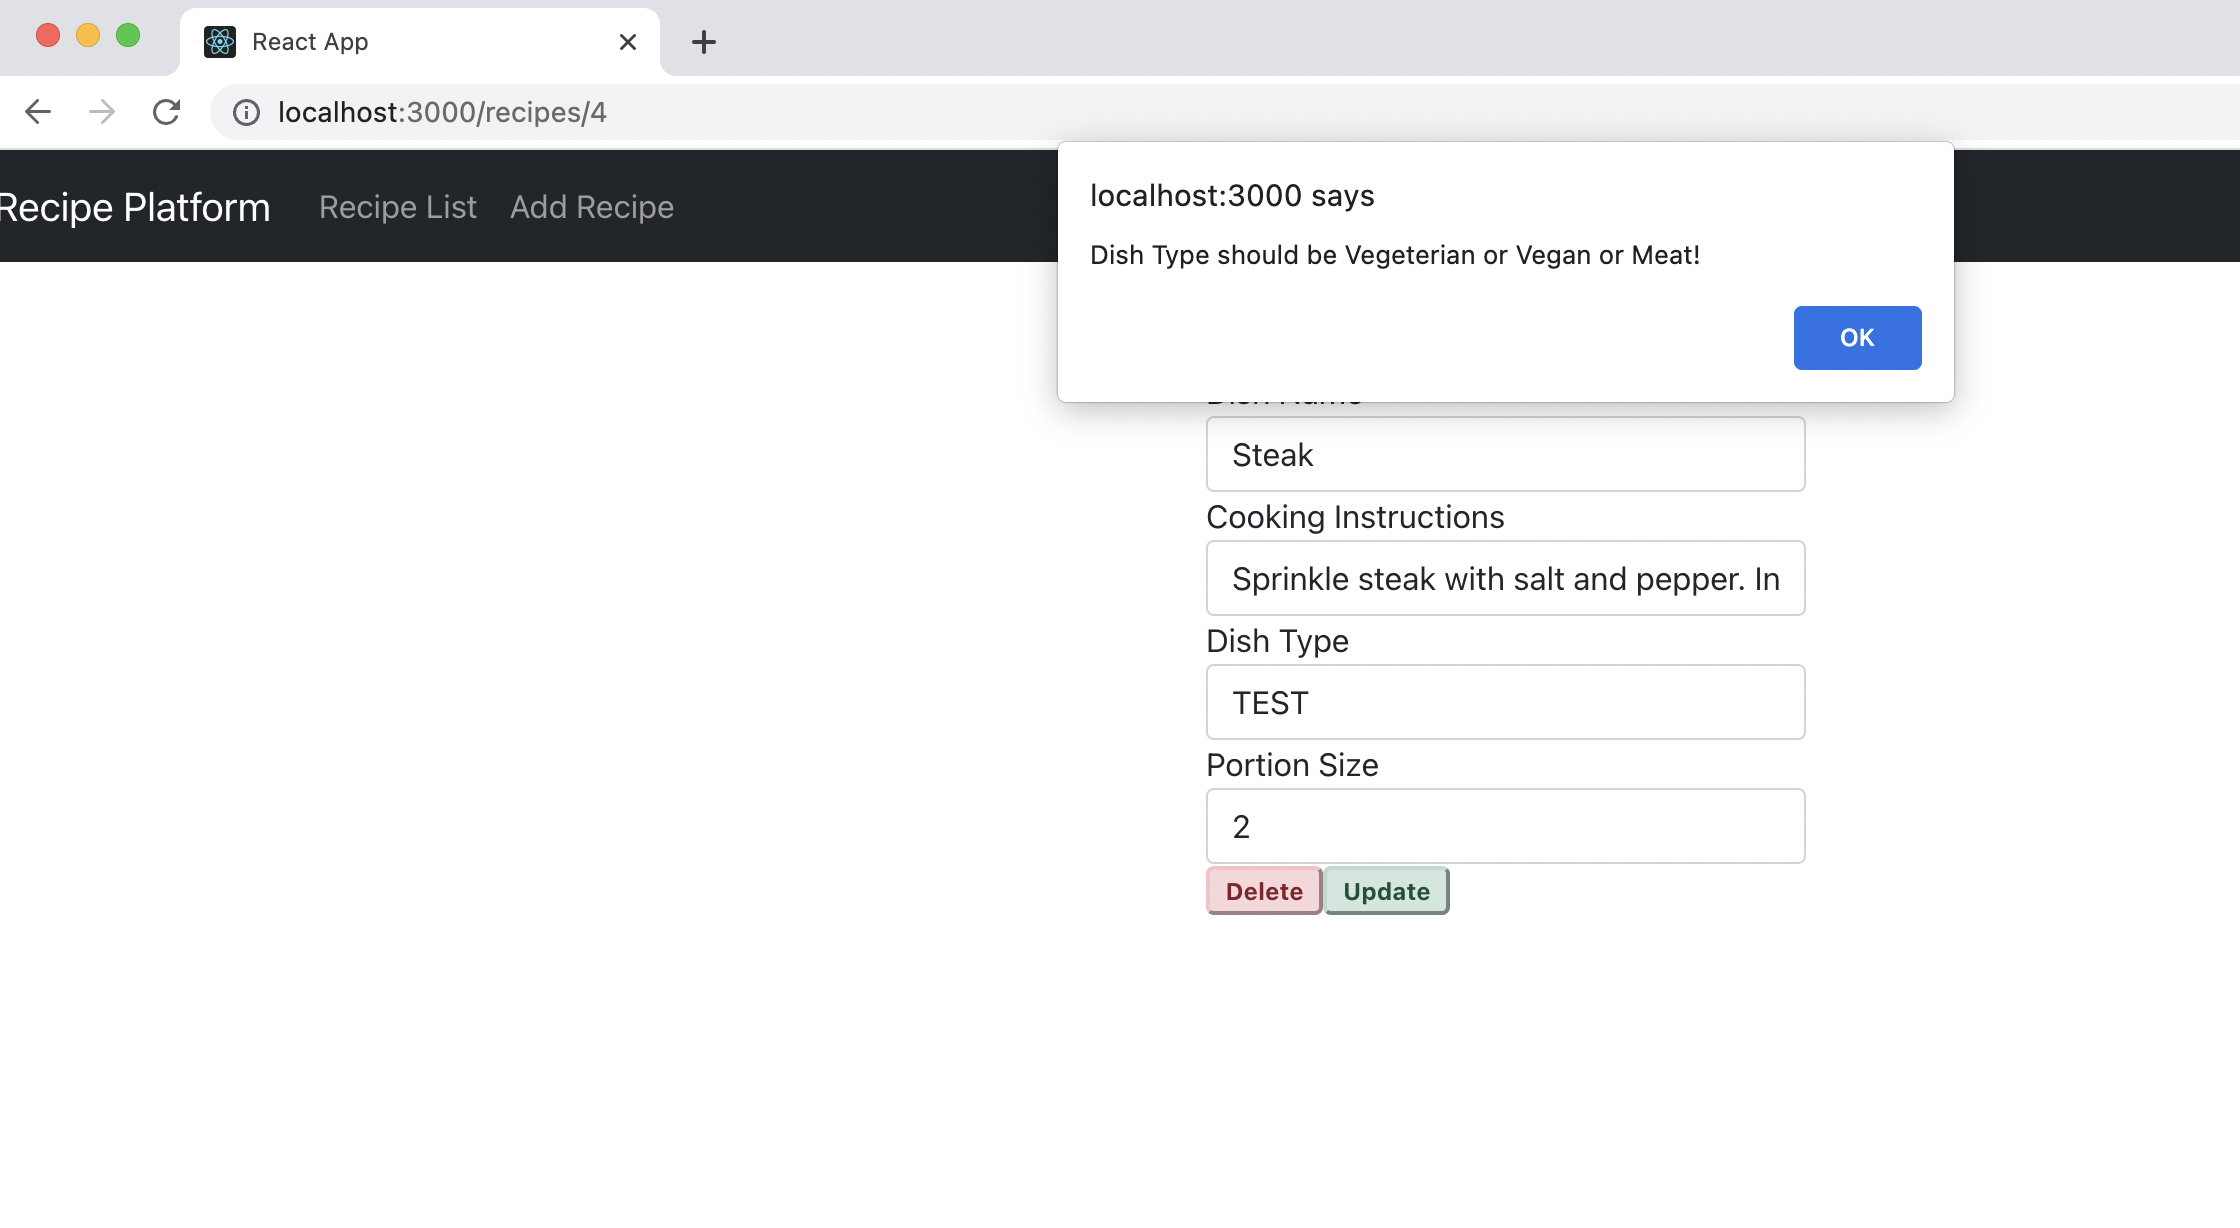 React App
localhost:3000/recipes/4
Recipe Platform
Recipe List
Add Recipe
localhost:3000 says
Dish Type should be Vegeterian or Vegan or Meat!
OK
Steak
Cooking Instructions
Sprinkle steak with salt and pepper. In
Dish Type
TEST
Portion Size
2
Delete
Update